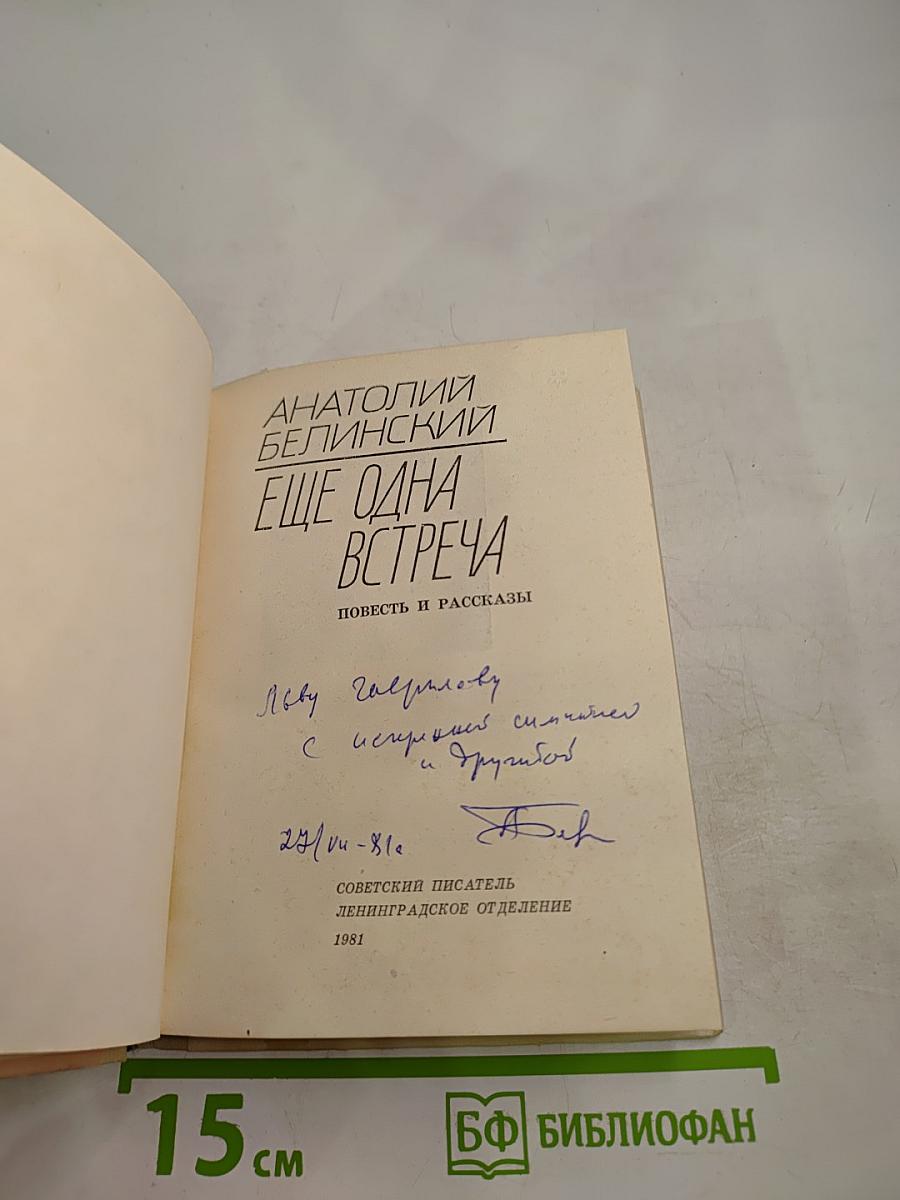 АНАТОЛИЙ
БЕЛИНСКИЙ
ЕЩЕ ОДНА
ВСТРЕЧА
ПОВЕСТЬ И РАССКАЗЫ
Льву Гаврилову
с искренней симпатией
и дружбой
27/VII-81г
СОВЕТСКИЙ ПИСАТЕЛЬ
ЛЕНИНГРАДСКОЕ ОТДЕЛЕНИЕ
1981
15 см
БФ БИБЛИОФАН